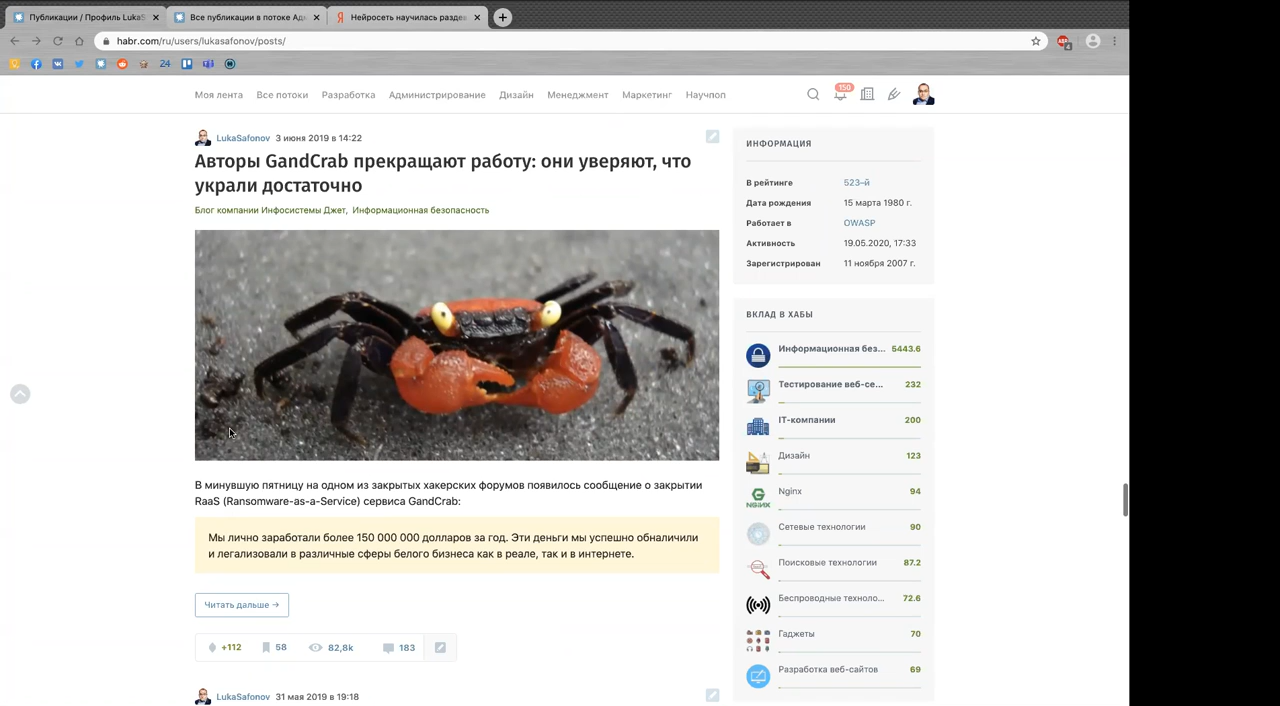 Публикации / Профиль LukaS
Все публикации в потоке Адм
Нейросеть научилась раздев
habr.com/ru/users/lukasafonov/posts/
24
4
Моя лента Все потоки Разработка Администрирование Дизайн Менеджмент Маркетинг Научпоп
150
LukaSafonov 3 июня 2019 в 14:22
Авторы GandCrab прекращают работу: они уверяют, что
украли достаточно
Блог компании Инфосистемы Джет, Информационная безопасность
В минувшую пятницу на одном из закрытых хакерских форумов появилось сообщение о закрытии
RaaS (Ransomware-as-a-Service) сервиса GandCrab:
Мы лично заработали более 150 000 000 долларов за год. Эти деньги мы успешно обналичили
и легализовали в различные сферы белого бизнеса как в реале, так и в интернете.
Читать дальше →
+112 58 82,8k 183
LukaSafonov 31 мая 2019 в 19:18
ИНФОРМАЦИЯ
В рейтинге 523-й
Дата рождения 15 марта 1980 г.
Работает в OWASP
Активность 19.05.2020, 17:33
Зарегистрирован 11 ноября 2007 г.
ВКЛАД В ХАБЫ
Информационная без... 5443.6
Тестирование веб-се... 232
IT-компании 200
Дизайн 123
NGINX
Nginx 94
Сетевые технологии 90
Поисковые технологии 87.2
Беспроводные техноло... 72.6
Гаджеты 70
Разработка веб-сайтов 69